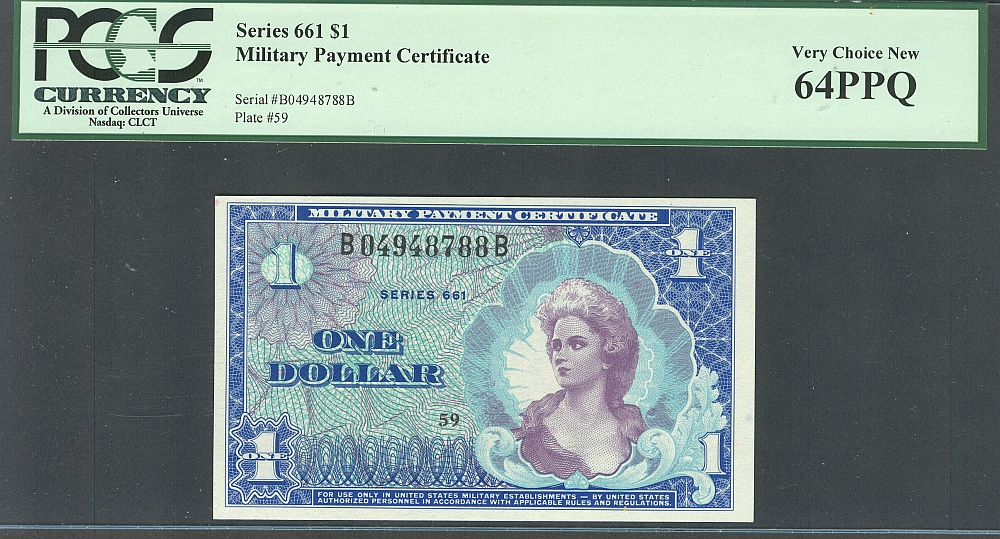 PCGS
™
CURRENCY
A Division of Collectors Universe
Nasdaq: CLCT
Series 661 $1
Military Payment Certificate
Serial #B04948788B
Plate #59
Very Choice New
64PPQ
MILITARY PAYMENT CERTIFICATE
1
B04948788B
1
ONE
SERIES 661
ONE
DOLLAR
59
1
ONE
1
FOR USE ONLY IN UNITED STATES MILITARY ESTABLISHMENTS — BY UNITED STATES
AUTHORIZED PERSONNEL IN ACCORDANCE WITH APPLICABLE RULES AND REGULATIONS.